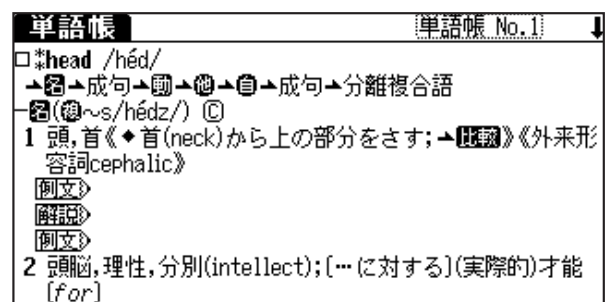 単語帳 単語帳 No.1 ⬇
□ ⁑head /héd/
➡名➡成句➡動➡他➡自➡成句➡分離複合語
━名(複~s/hédz/) Ⓒ
1 頭,首《◆首(neck)から上の部分をさす;➡比較》《外来形
容詞cephalic》
例文
解説
例文
2 頭脳,理性,分別(intellect);[…に対する](実際的)才能
[for]